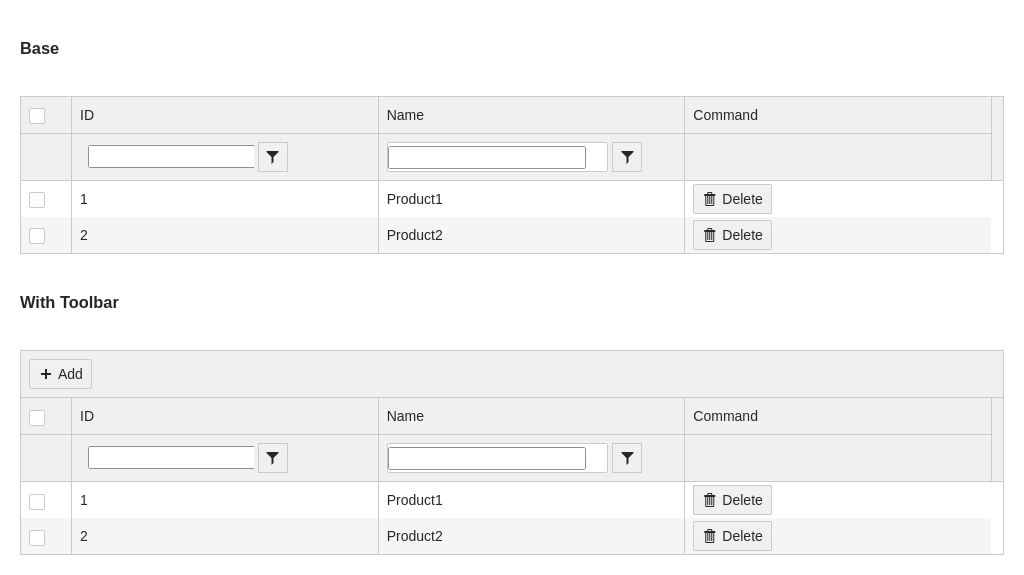 Base
ID Name Command
1 Product1 Delete
2 Product2 Delete
With Toolbar
Add
ID Name Command
1 Product1 Delete
2 Product2 Delete